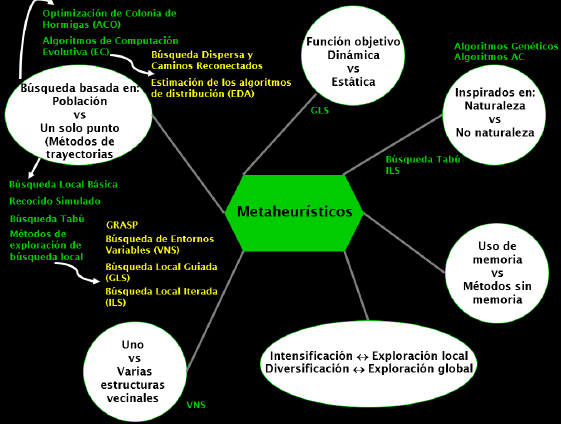 Optimización de Colonia de
Hormigas (ACO)
Algoritmos de Computación
Evolutiva (EC)
Búsqueda Dispersa y
Caminos Reconectados
Estimación de los algoritmos
de distribución (EDA)
Búsqueda basada en:
Población
vs
Un solo punto
(Métodos de
trayectorias
Función objetivo
Dinámica
vs
Estática
GLS
Algoritmos Genéticos
Algoritmos AC
Inspirados en:
Naturaleza
vs
No naturaleza
Búsqueda Tabú
ILS
Búsqueda Local Básica
Recocido Simulado
Búsqueda Tabú
Métodos de
exploración de
búsqueda local
GRASP
Búsqueda de Entornos
Variables (VNS)
Búsqueda Local Guiada
(GLS)
Búsqueda Local Iterada
(ILS)
Metaheurísticos
Uso de
memoria
vs
Métodos sin
memoria
Uno
vs
Varias
estructuras
vecinales
VNS
Intensificación ↔ Exploración local
Diversificación ↔ Exploración global